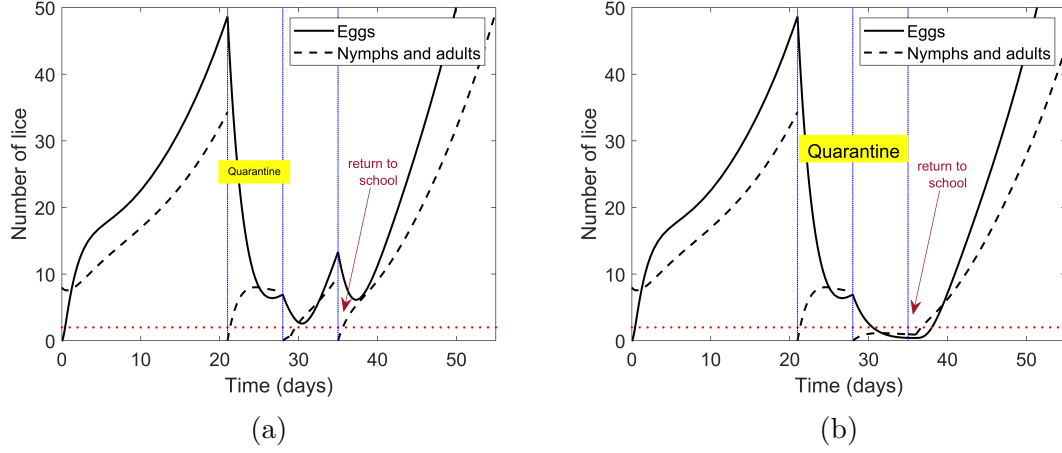 50
40
30
20
10
0
Number of lice
0
10
20
30
40
50
Time (days)
Eggs
Nymphs and adults
Quarantine
return to
school
(a)
50
40
30
20
10
0
Number of lice
0
10
20
30
40
50
Time (days)
Eggs
Nymphs and adults
Quarantine
return to
school
(b)